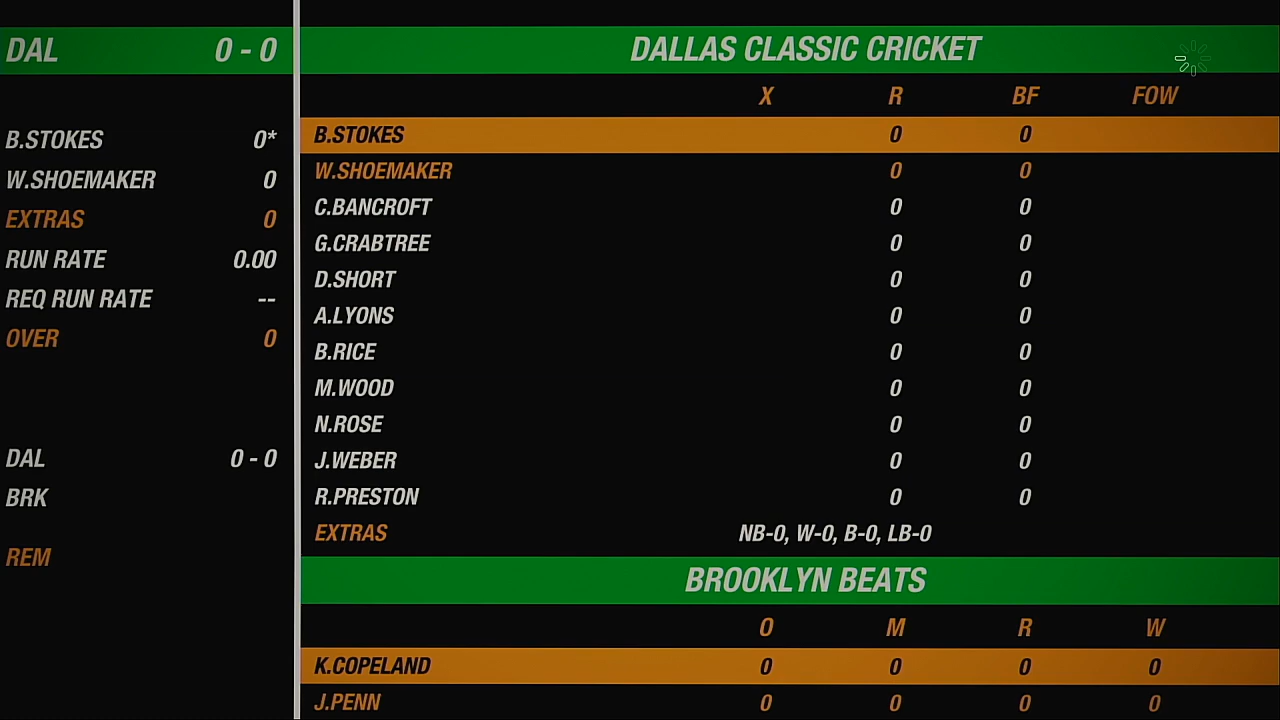 DAL 0 - 0
B.STOKES 0*
W.SHOEMAKER 0
EXTRAS 0
RUN RATE 0.00
REQ RUN RATE --
OVER 0
DAL 0 - 0
BRK
REM
DALLAS CLASSIC CRICKET
X R BF FOW
B.STOKES 0 0
W.SHOEMAKER 0 0
C.BANCROFT 0 0
G.CRABTREE 0 0
D.SHORT 0 0
A.LYONS 0 0
B.RICE 0 0
M.WOOD 0 0
N.ROSE 0 0
J.WEBER 0 0
R.PRESTON 0 0
EXTRAS NB-0, W-0, B-0, LB-0
BROOKLYN BEATS
O M R W
K.COPELAND 0 0 0 0
J.PENN 0 0 0 0